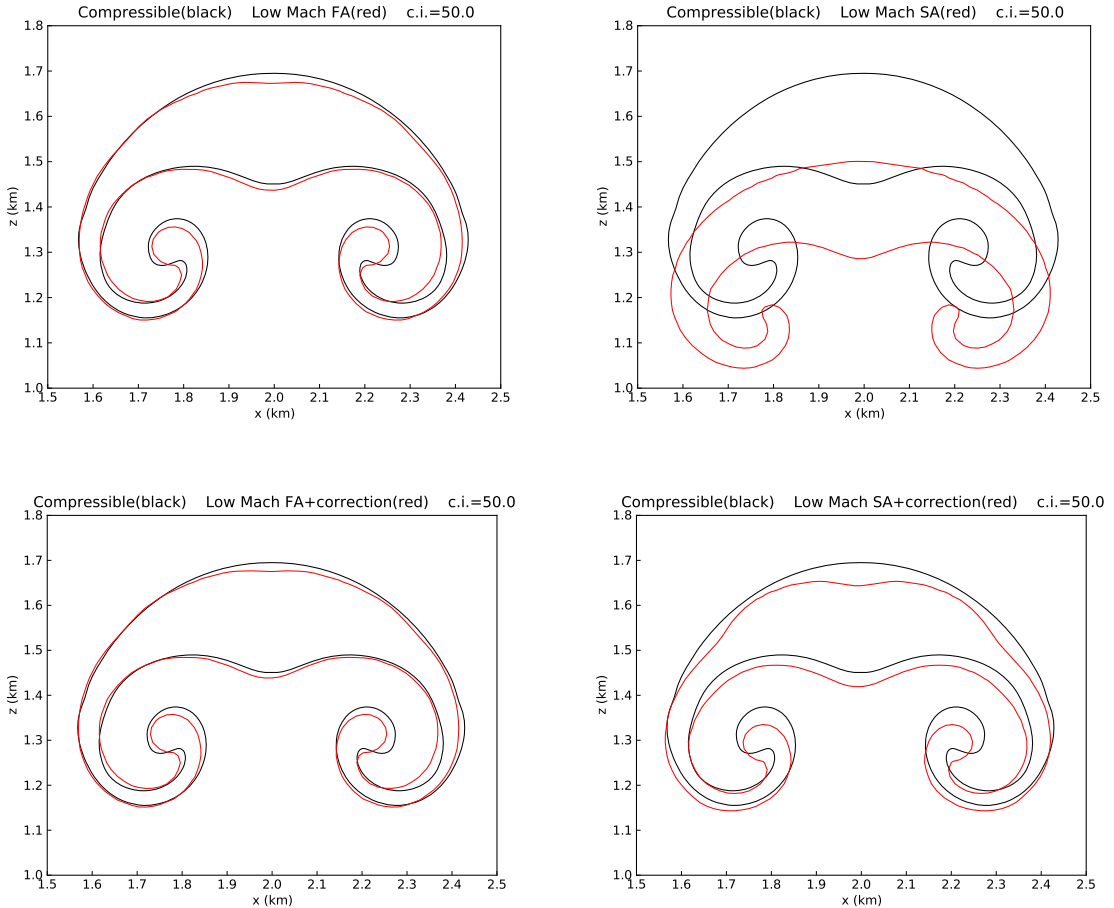 Compressible(black) Low Mach FA(red) c.i.=50.0
1.8
1.7
1.6
1.5
1.4
1.3
1.2
1.1
1.0
z (km)
1.5 1.6 1.7 1.8 1.9 2.0 2.1 2.2 2.3 2.4 2.5
x (km)
Compressible(black) Low Mach SA(red) c.i.=50.0
1.8
1.7
1.6
1.5
1.4
1.3
1.2
1.1
1.0
z (km)
1.5 1.6 1.7 1.8 1.9 2.0 2.1 2.2 2.3 2.4 2.5
x (km)
Compressible(black) Low Mach FA+correction(red) c.i.=50.0
1.8
1.7
1.6
1.5
1.4
1.3
1.2
1.1
1.0
z (km)
1.5 1.6 1.7 1.8 1.9 2.0 2.1 2.2 2.3 2.4 2.5
x (km)
Compressible(black) Low Mach SA+correction(red) c.i.=50.0
1.8
1.7
1.6
1.5
1.4
1.3
1.2
1.1
1.0
z (km)
1.5 1.6 1.7 1.8 1.9 2.0 2.1 2.2 2.3 2.4 2.5
x (km)